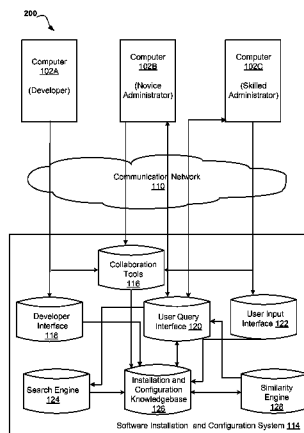 200
Computer
102A
(Developer)
Computer
102B
(Novice
Administrator)
Computer
102C
(Skilled
Administrator)
Communication Network
110
Collaboration
Tools
116
Developer
Interface
118
User Query
Interface 120
User Input
Interface 122
Search Engine
124
Installation and
Configuration
Knowledgebase
126
Similarity
Engine
128
Software Installation and Configuration System 114